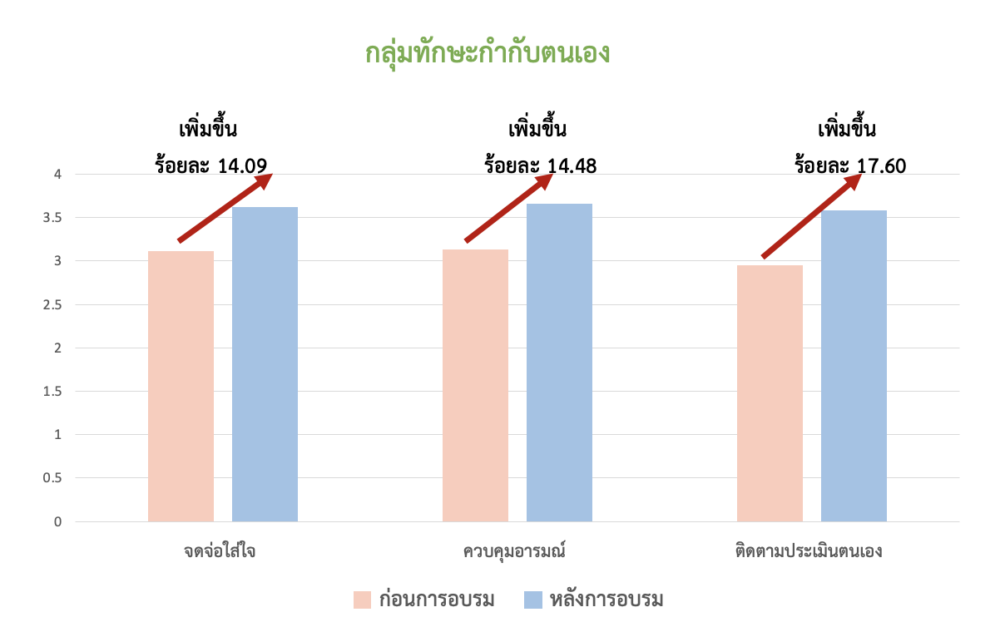 กลุ่มทักษะกำกับตนเอง
เพิ่มขึ้น
ร้อยละ 14.09
เพิ่มขึ้น
ร้อยละ 14.48
เพิ่มขึ้น
ร้อยละ 17.60
4
3.5
3
2.5
2
1.5
1
0.5
0
จดจ่อใส่ใจ
ควบคุมอารมณ์
ติดตามประเมินตนเอง
ก่อนการอบรม
หลังการอบรม